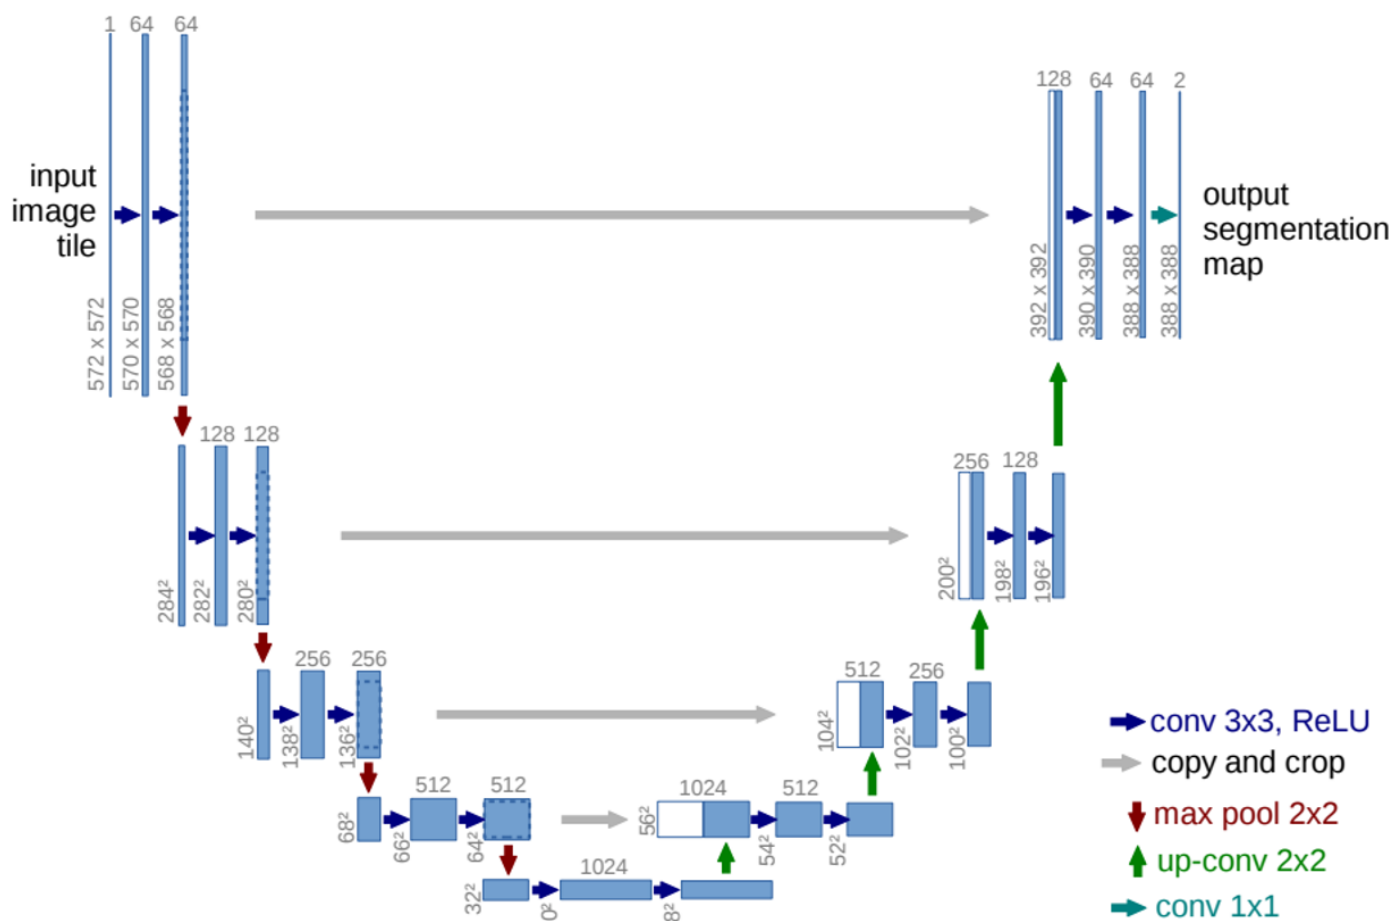 1 64 64
128 64 64 2
input
image
tile
output
segmentation
map
572 x 572
570 x 570
568 x 568
392 x 392
390 x 390
388 x 388
388 x 388
128 128
256 128
284²
282²
280²
200²
198²
196²
256 256
512 256
140²
138²
136²
104²
102²
100²
512 512
1024 512
68²
66²
64²
56²
54²
52²
1024
32²
0²
8²
conv 3x3, ReLU
copy and crop
max pool 2x2
up-conv 2x2
conv 1x1